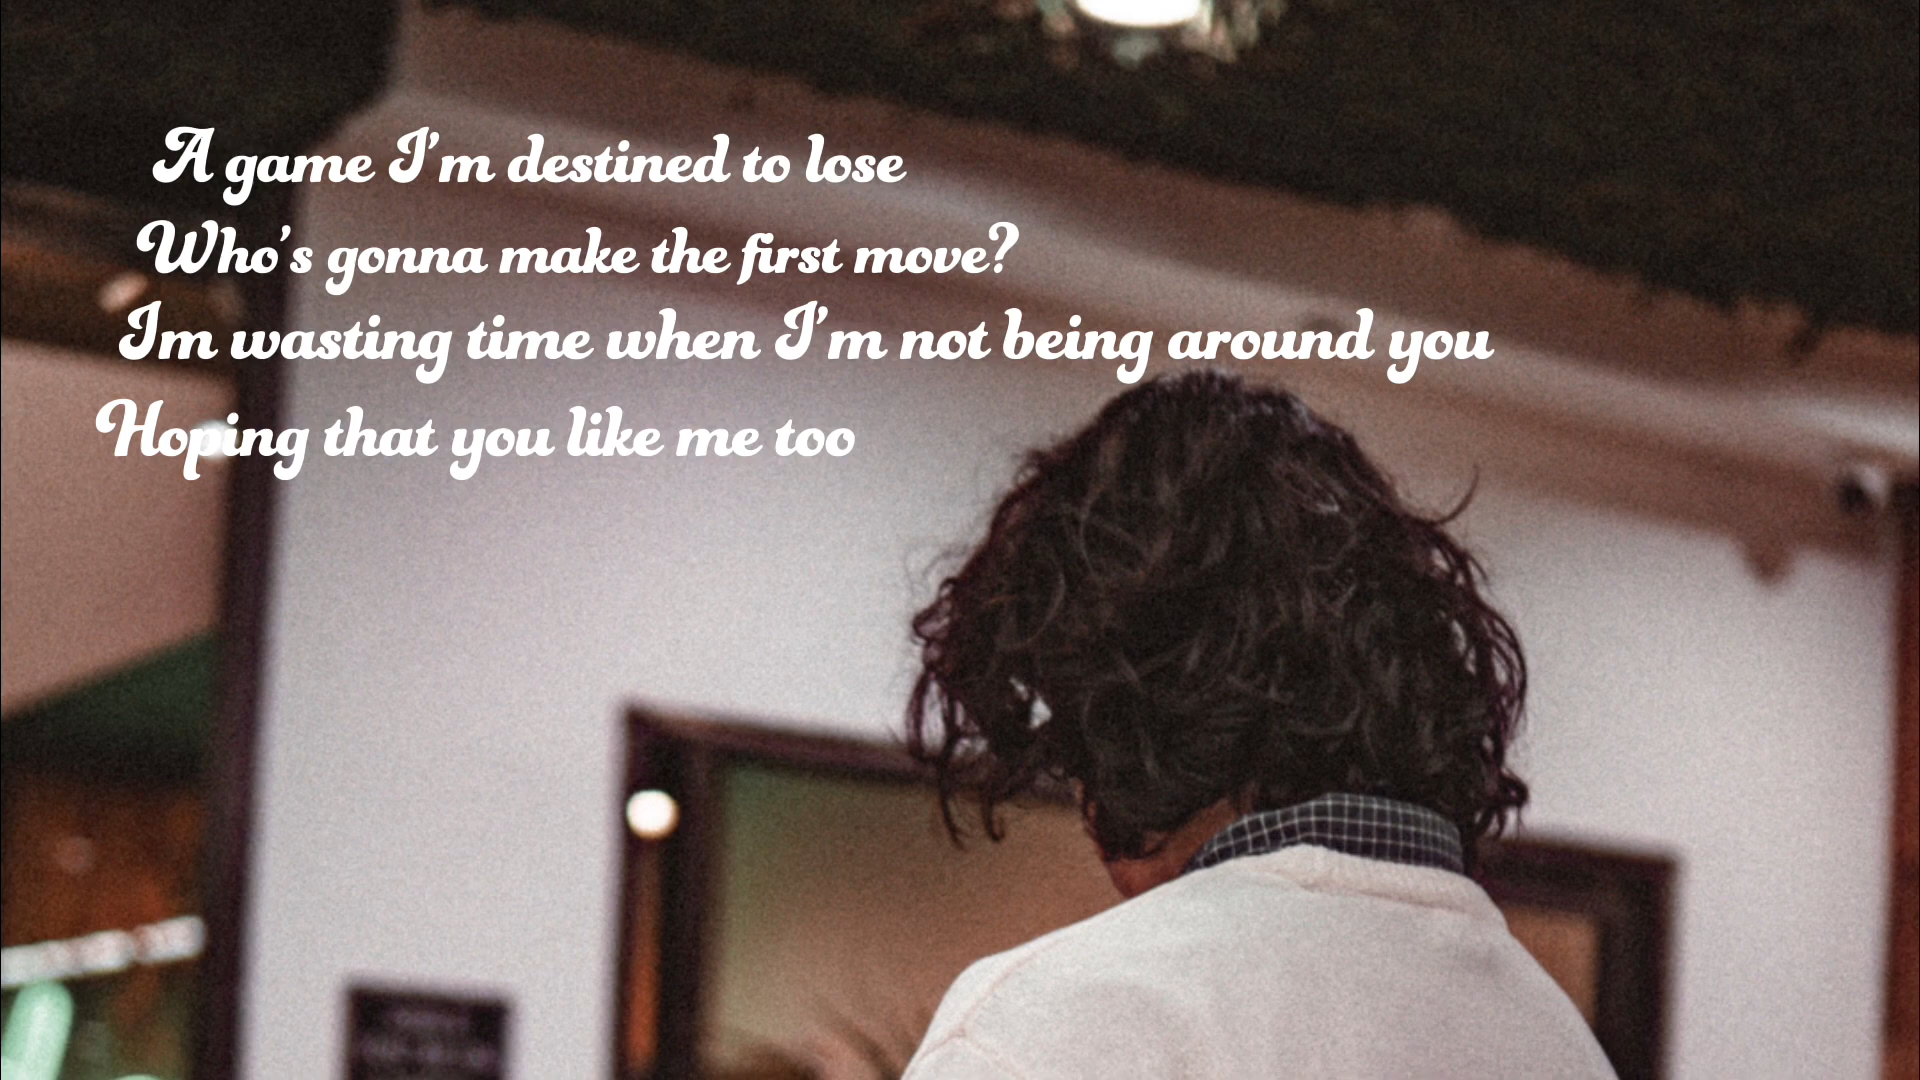 A game I'm destined to lose
Who's gonna make the first move?
Im wasting time when I'm not being around you
Hoping that you like me too